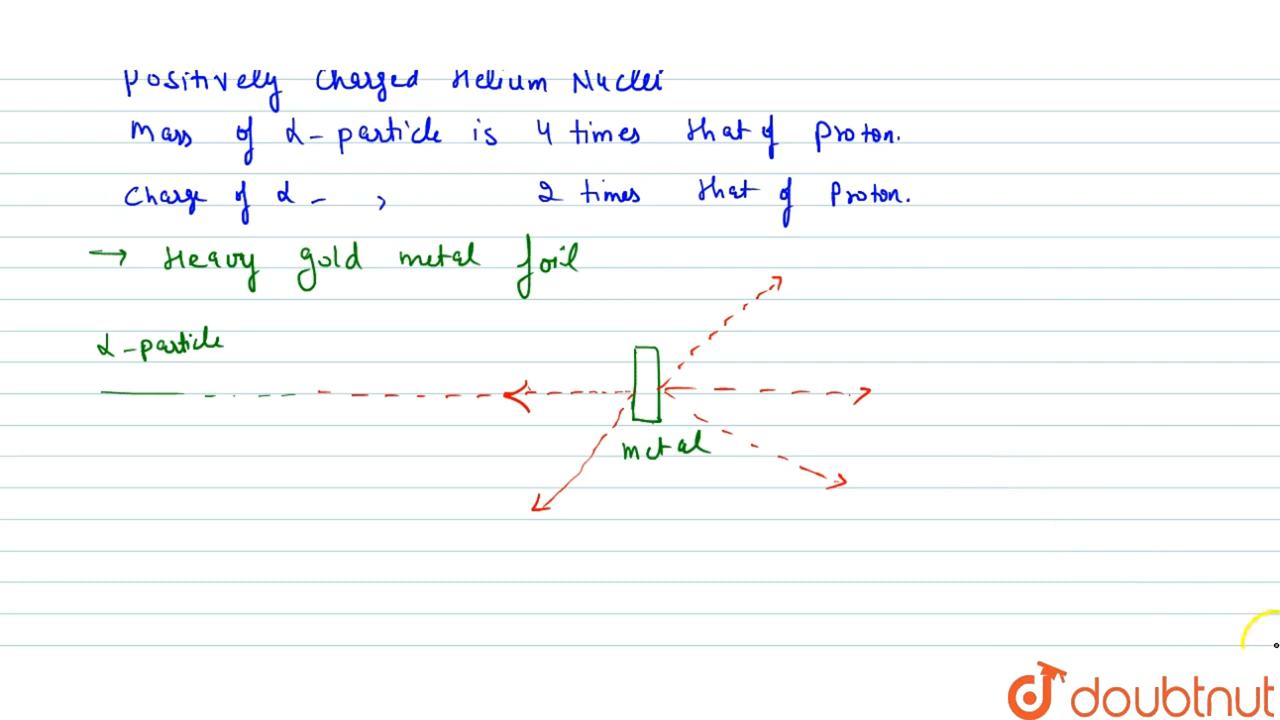 Positively Charged Helium Nuclei
Mass of α-particle is 4 times that of Proton.
Charge of α- , 2 times that of Proton.
→ Heavy gold metal foil
α-particle
metal
doubtnut